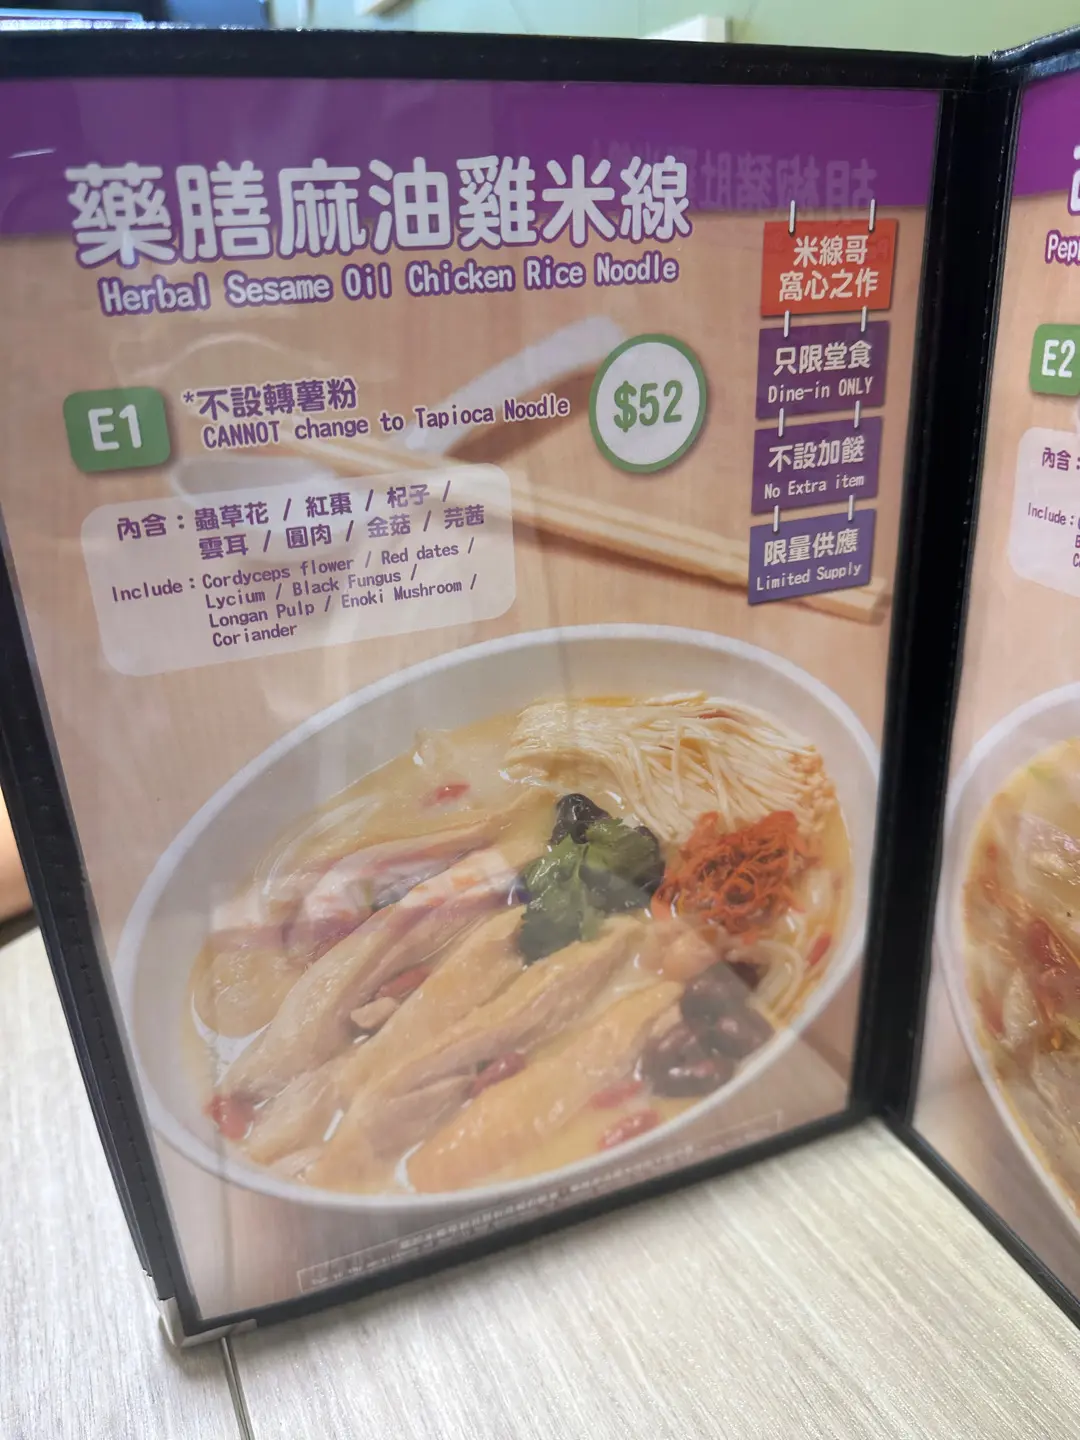 藥膳麻油雞米線
Herbal Sesame Oil Chicken Rice Noodle
米線哥
窩心之作
只限堂食
Dine-in ONLY
不設加餸
No Extra item
限量供應
Limited Supply
E1
*不設轉薯粉
CANNOT change to Tapioca Noodle
$52
內含：蟲草花 / 紅棗 / 杞子 /
雲耳 / 圓肉 / 金菇 / 芫茜
Include：Cordyceps flower / Red dates /
Lycium / Black Fungus /
Longan Pulp / Enoki Mushroom /
Coriander
E2
內含：
Include：